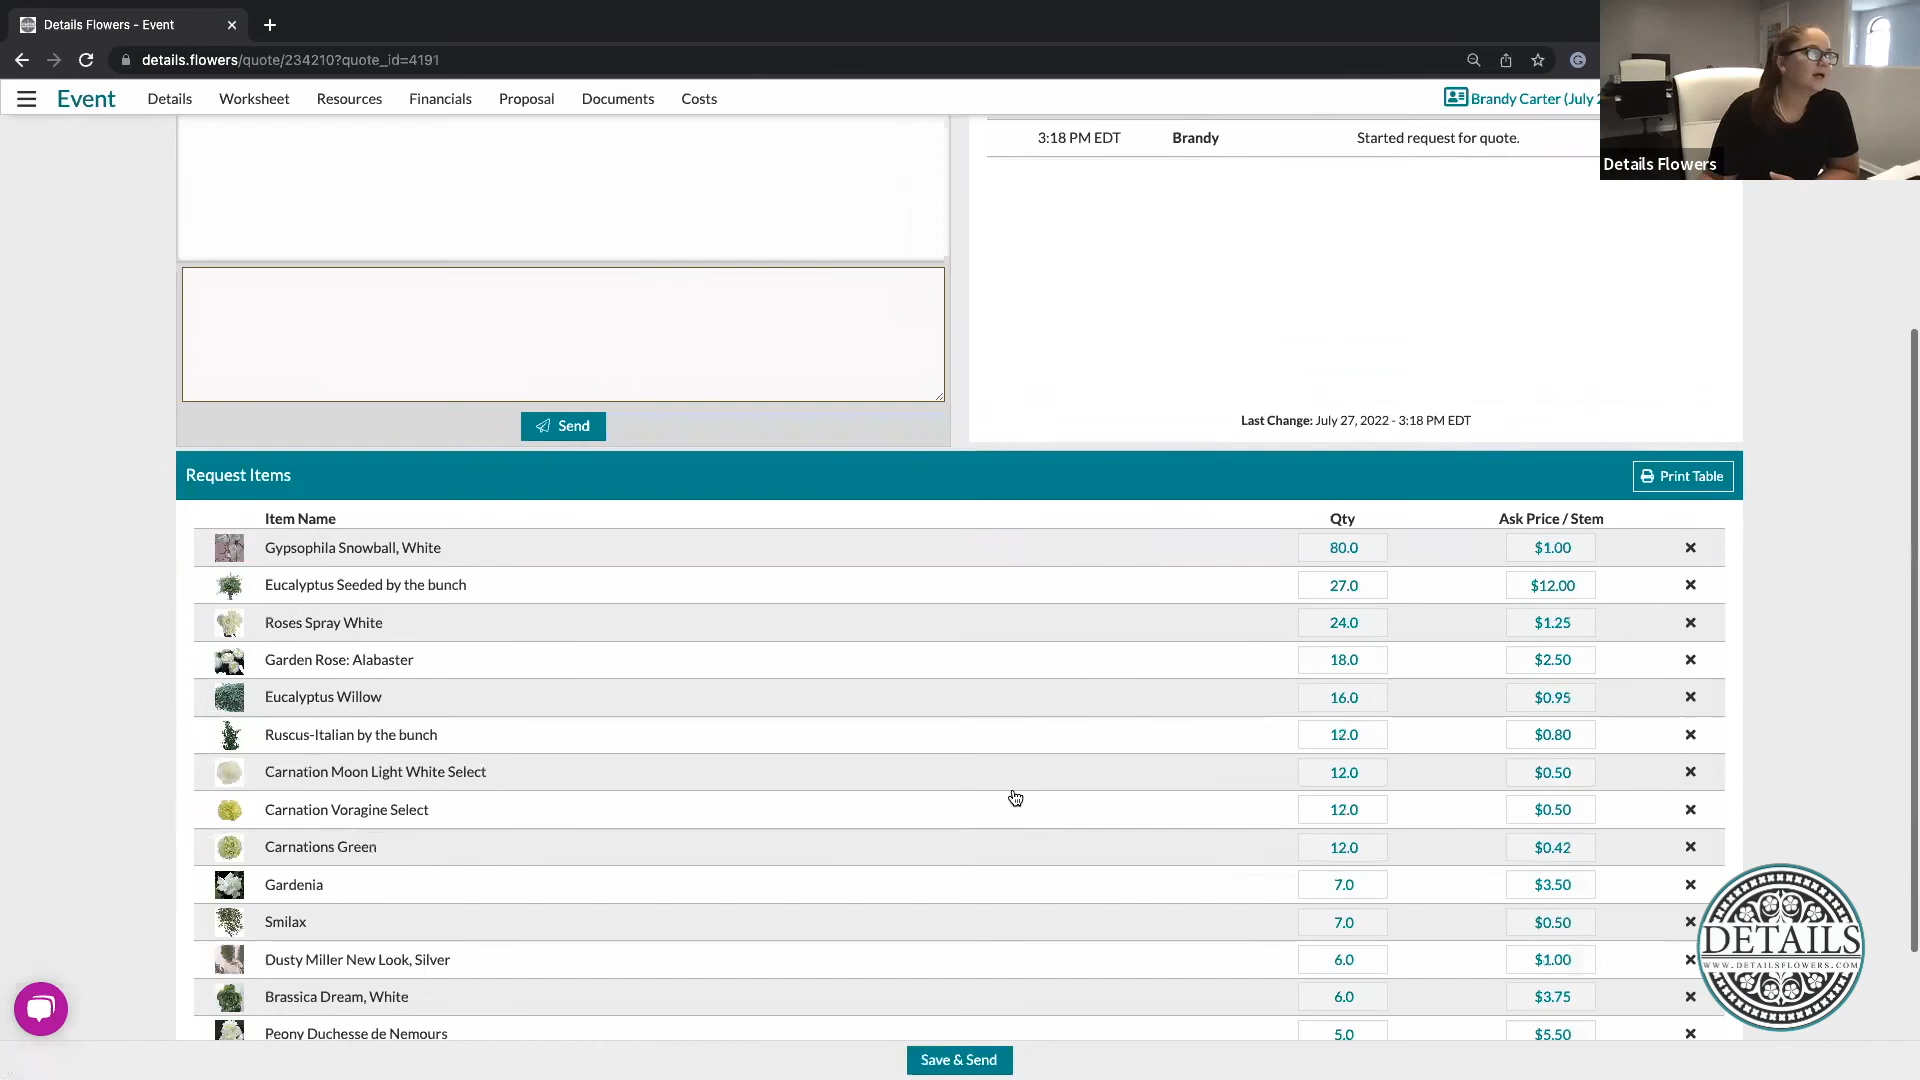 Details Flowers - Event
details.flowers/quote/234210?quote_id=4191
Event Details Worksheet Resources Financials Proposal Documents Costs Brandy Carter (July 2
Details Flowers
3:18 PM EDT Brandy Started request for quote.
Send
Last Change: July 27, 2022 - 3:18 PM EDT
Request Items Print Table
Item Name Qty Ask Price / Stem
Gypsophila Snowball, White 80.0 $1.00
Eucalyptus Seeded by the bunch 27.0 $12.00
Roses Spray White 24.0 $1.25
Garden Rose: Alabaster 18.0 $2.50
Eucalyptus Willow 16.0 $0.95
Ruscus-Italian by the bunch 12.0 $0.80
Carnation Moon Light White Select 12.0 $0.50
Carnation Voragine Select 12.0 $0.50
Carnations Green 12.0 $0.42
Gardenia 7.0 $3.50
Smilax 7.0 $0.50
Dusty Miller New Look, Silver 6.0 $1.00
Brassica Dream, White 6.0 $3.75
Peony Duchesse de Nemours 5.0 $5.50
DETAILS
WWW.DETAILSFLOWERS.COM
Save & Send